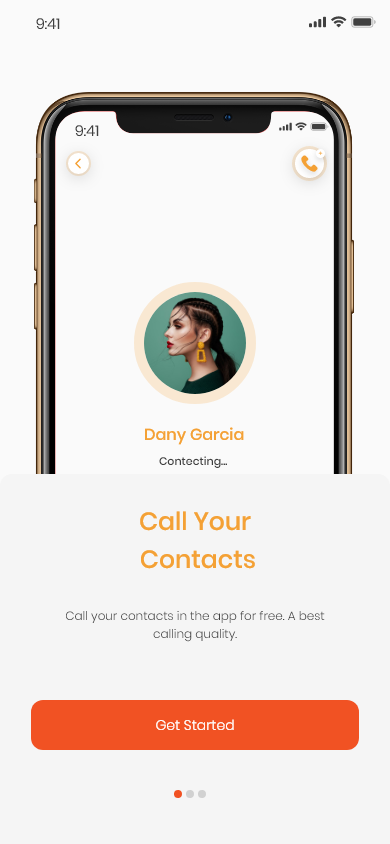 9:41
9:41
Dany Garcia
Contecting...
Call Your
Contacts
Call your contacts in the app for free. A best
calling quality.
Get Started